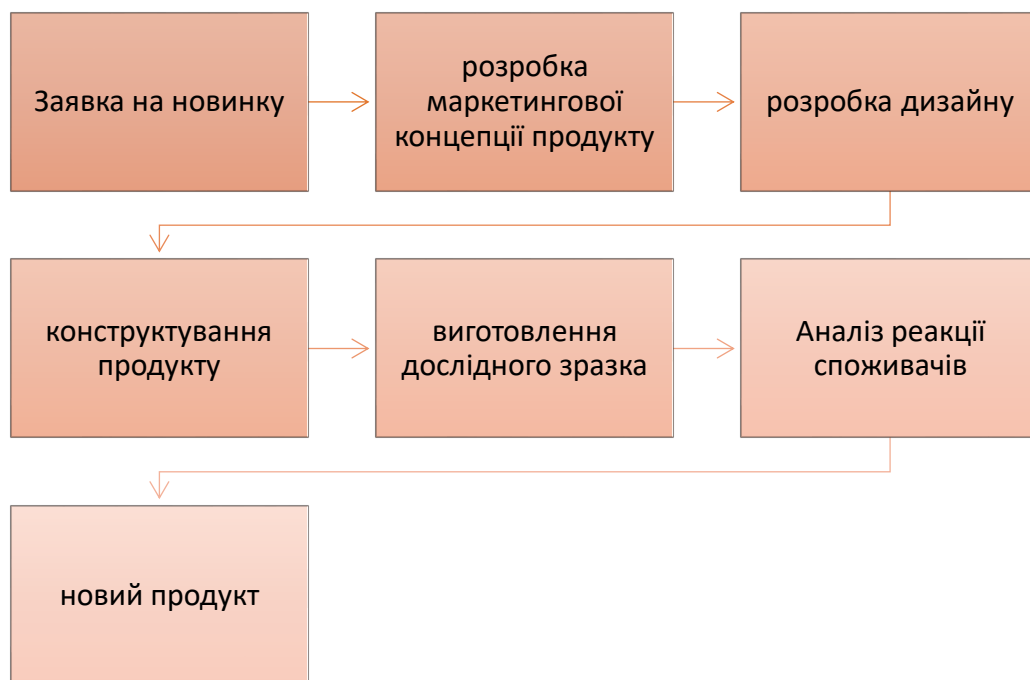 Заявка на новинку
розробка
маркетингової
концепції продукту
розробка дизайну
конструктування
продукту
виготовлення
дослідного зразка
Аналіз реакції
споживачів
новий продукт